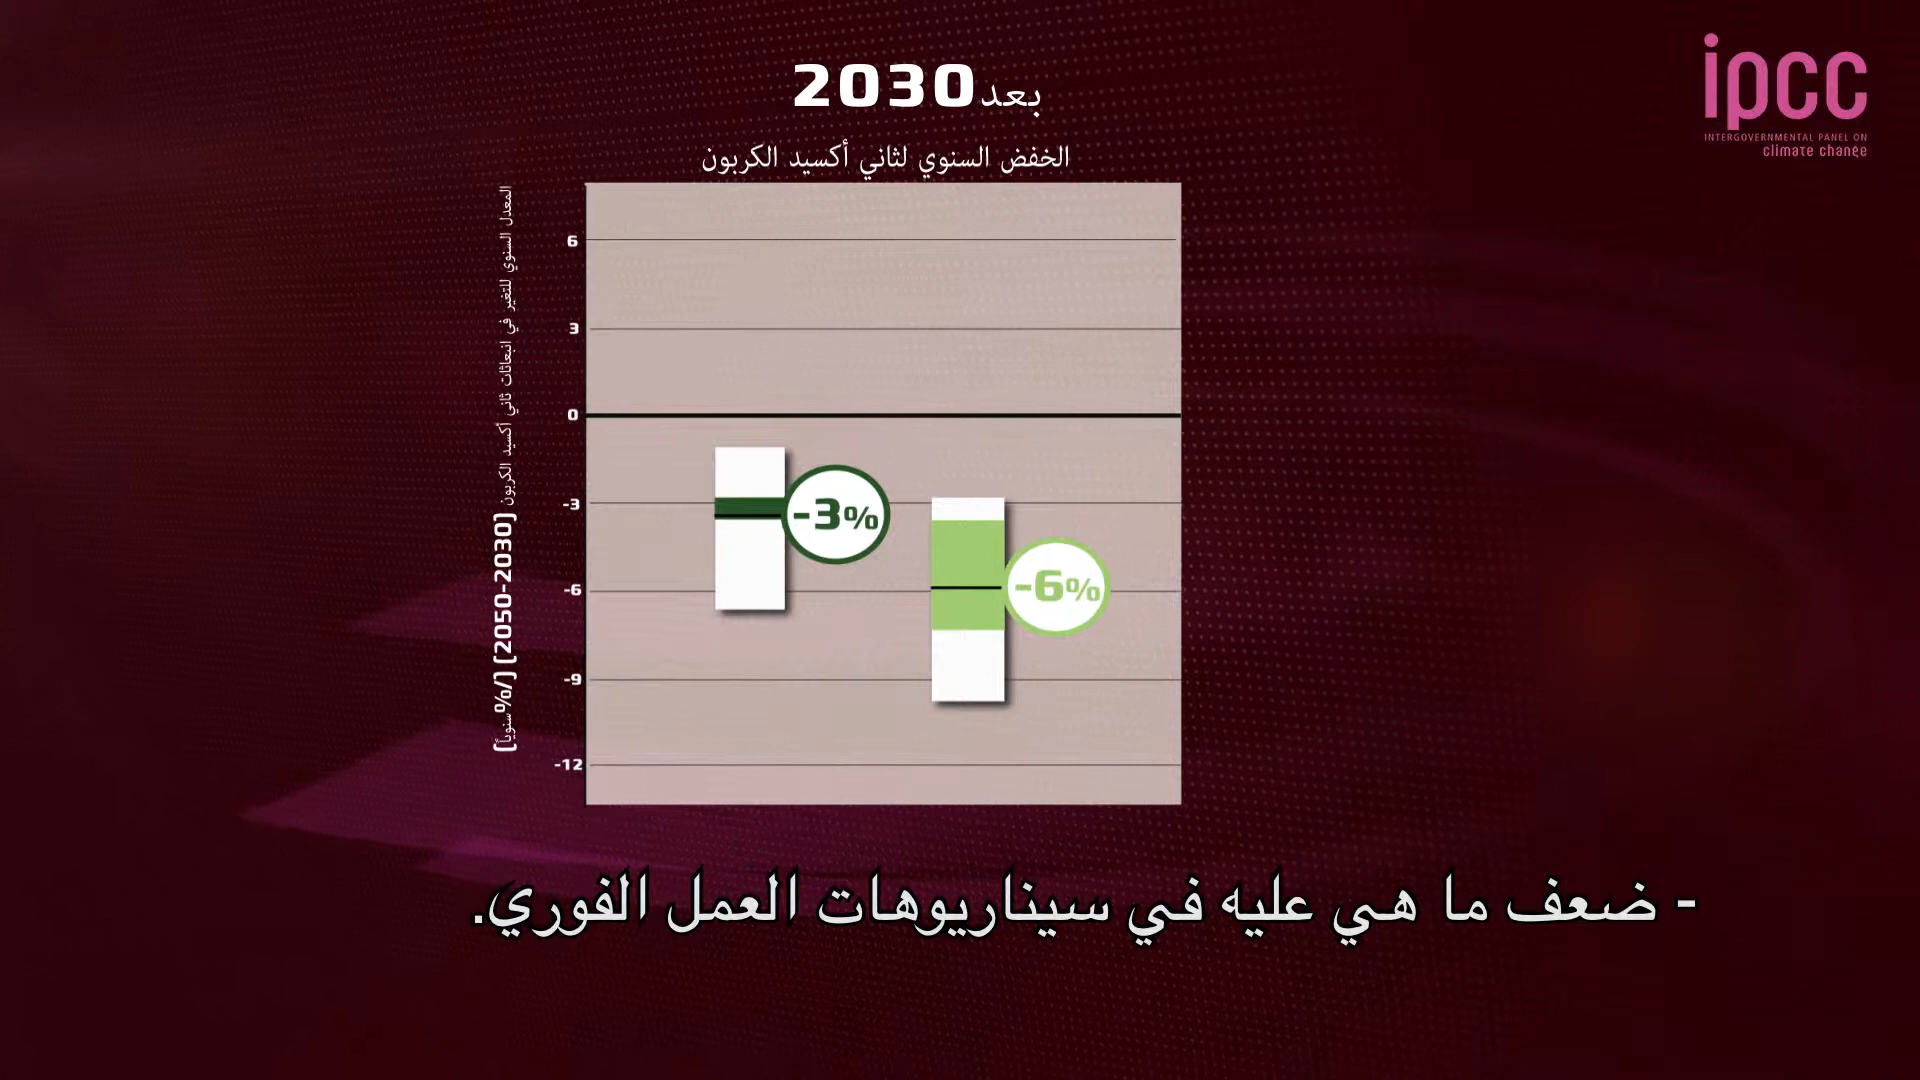 ipcc
INTERGOVERNMENTAL PANEL ON
climate change
بعد 2030
الخفض السنوي لثاني أكسيد الكربون
المعدل السنوي للتغير في انبعاثات ثاني أكسيد الكربون (2030-2050) (%/سنوياً)
6
3
0
-3
-6
-9
-12
-3%
-6%
- ضعف ما هي عليه في سيناريوهات العمل الفوري.